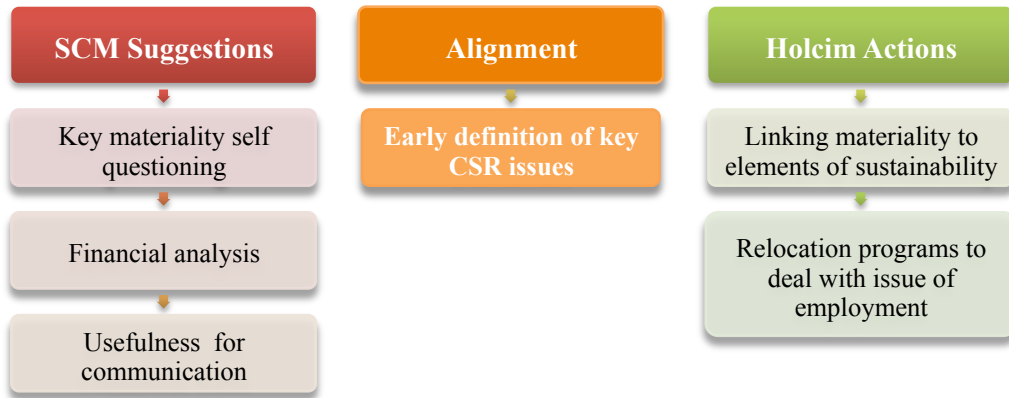 SCM Suggestions
Key materiality self
questioning
Financial analysis
Usefulness for
communication
Alignment
Early definition of key
CSR issues
Holcim Actions
Linking materiality to
elements of sustainability
Relocation programs to
deal with issue of
employment